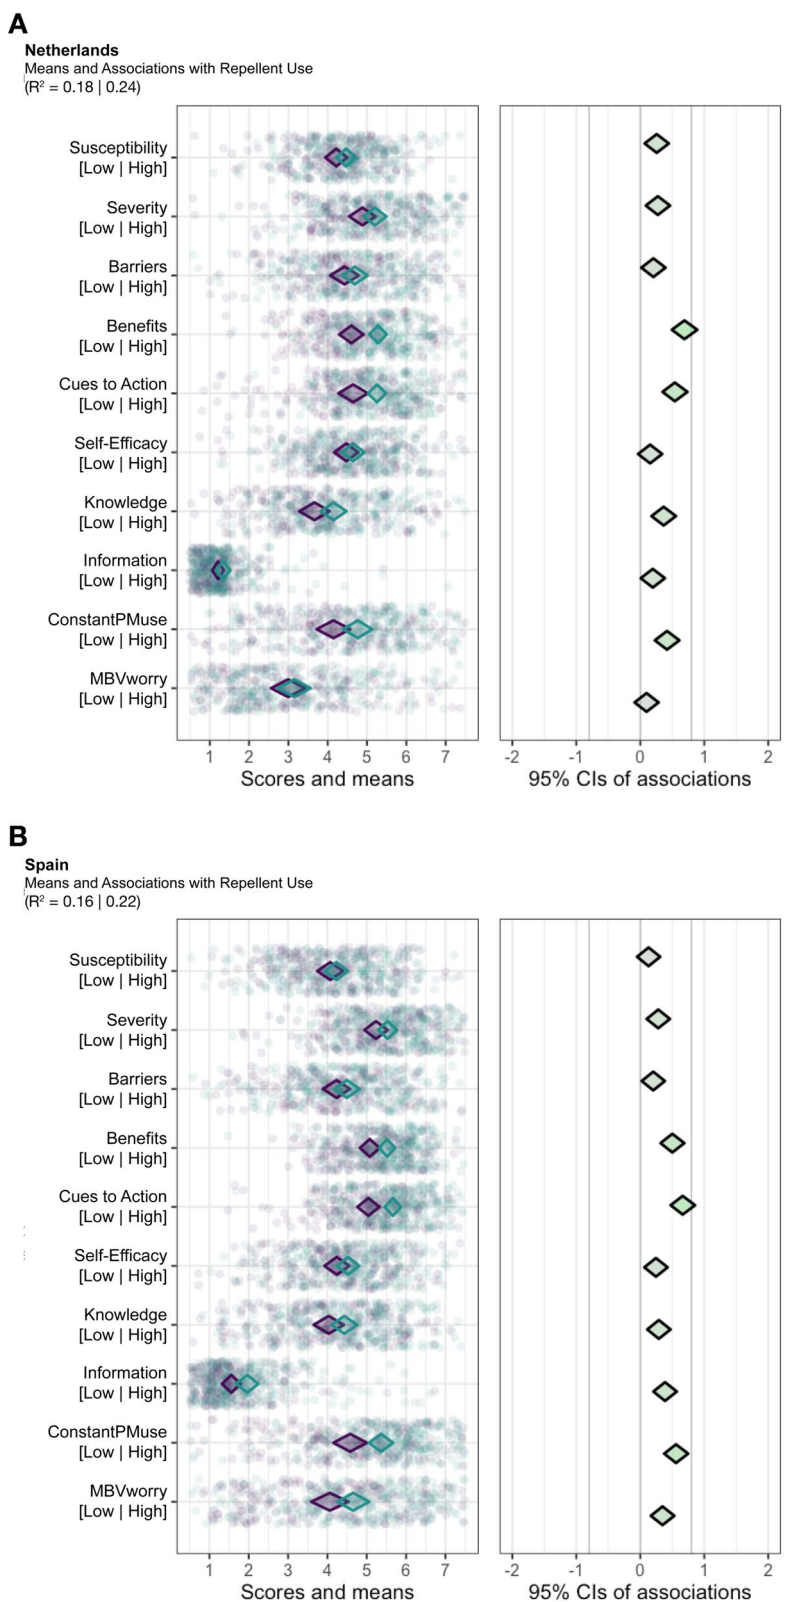 A
Netherlands
Means and Associations with Repellent Use
(R² = 0.18 | 0.24)
Susceptibility
[Low | High]
Severity
[Low | High]
Barriers
[Low | High]
Benefits
[Low | High]
Cues to Action
[Low | High]
Self-Efficacy
[Low | High]
Knowledge
[Low | High]
Information
[Low | High]
ConstantPMuse
[Low | High]
MBVworry
[Low | High]
1 2 3 4 5 6 7
-2 -1 0 1 2
Scores and means
95% CIs of associations
B
Spain
Means and Associations with Repellent Use
(R² = 0.16 | 0.22)
Susceptibility
[Low | High]
Severity
[Low | High]
Barriers
[Low | High]
Benefits
[Low | High]
Cues to Action
[Low | High]
Self-Efficacy
[Low | High]
Knowledge
[Low | High]
Information
[Low | High]
ConstantPMuse
[Low | High]
MBVworry
[Low | High]
1 2 3 4 5 6 7
-2 -1 0 1 2
Scores and means
95% CIs of associations